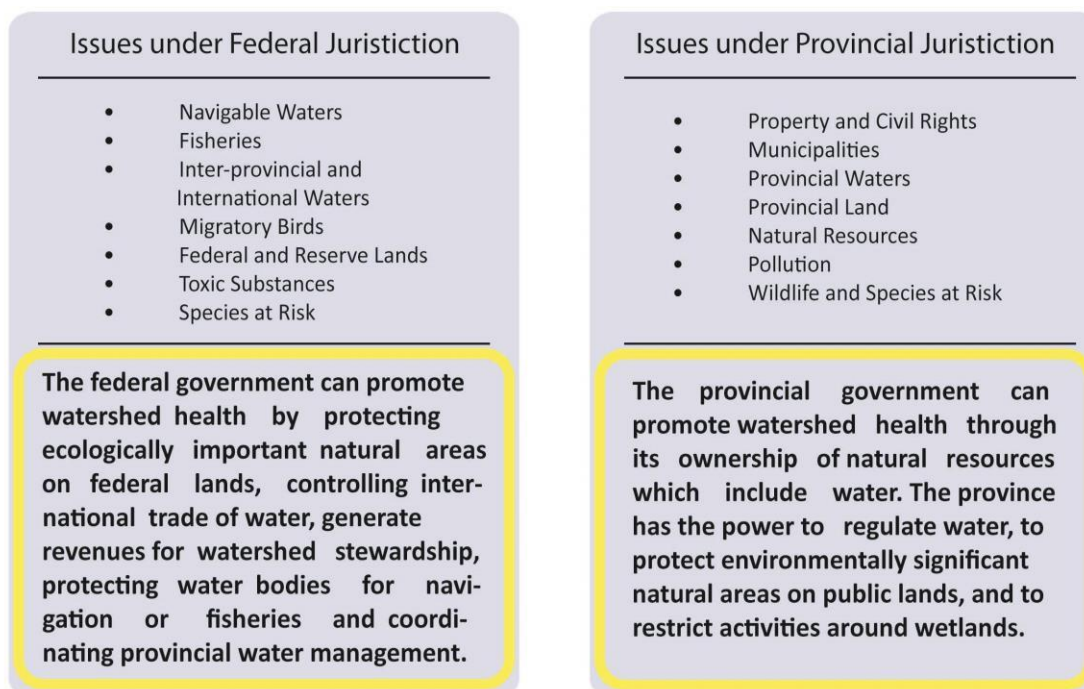 Issues under Federal Juristiction
• Navigable Waters
• Fisheries
• Inter-provincial and
International Waters
• Migratory Birds
• Federal and Reserve Lands
• Toxic Substances
• Species at Risk
The federal government can promote
watershed health by protecting
ecologically important natural areas
on federal lands, controlling inter-
national trade of water, generate
revenues for watershed stewardship,
protecting water bodies for navi-
gation or fisheries and coordi-
nating provincial water management.
Issues under Provincial Juristiction
• Property and Civil Rights
• Municipalities
• Provincial Waters
• Provincial Land
• Natural Resources
• Pollution
• Wildlife and Species at Risk
The provincial government can
promote watershed health through
its ownership of natural resources
which include water. The province
has the power to regulate water, to
protect environmentally significant
natural areas on public lands, and to
restrict activities around wetlands.